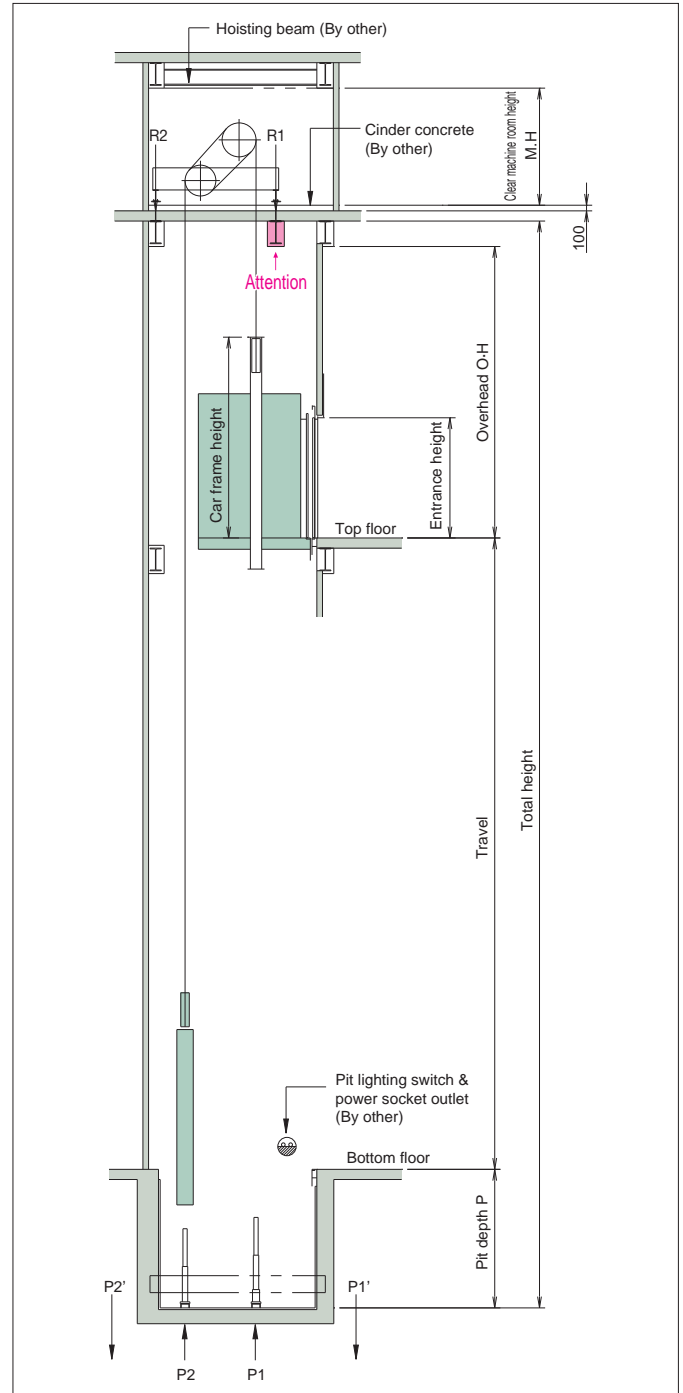 Hoisting beam (By other)
Clear machine room height
M.H
R2
R1
Cinder concrete
(By other)
100
Attention
Overhead O·H
Car frame height
Entrance height
Top floor
Total height
Travel
Pit lighting switch &
power socket outlet
(By other)
Bottom floor
Pit depth P
P2’
P1’
P2
P1